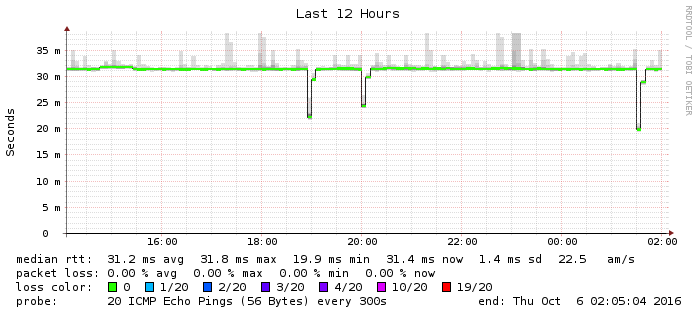 Last 12 Hours
RRDTOOL / TOBI OETIKER
Seconds
35 m
30 m
25 m
20 m
15 m
10 m
5 m
0
16:00 18:00 20:00 22:00 00:00 02:00
median rtt: 31.2 ms avg 31.8 ms max 19.9 ms min 31.4 ms now 1.4 ms sd 22.5 am/s
packet loss: 0.00 % avg 0.00 % max 0.00 % min 0.00 % now
loss color: 0 1/20 2/20 3/20 4/20 10/20 19/20
probe: 20 ICMP Echo Pings (56 Bytes) every 300s end: Thu Oct 6 02:05:04 2016